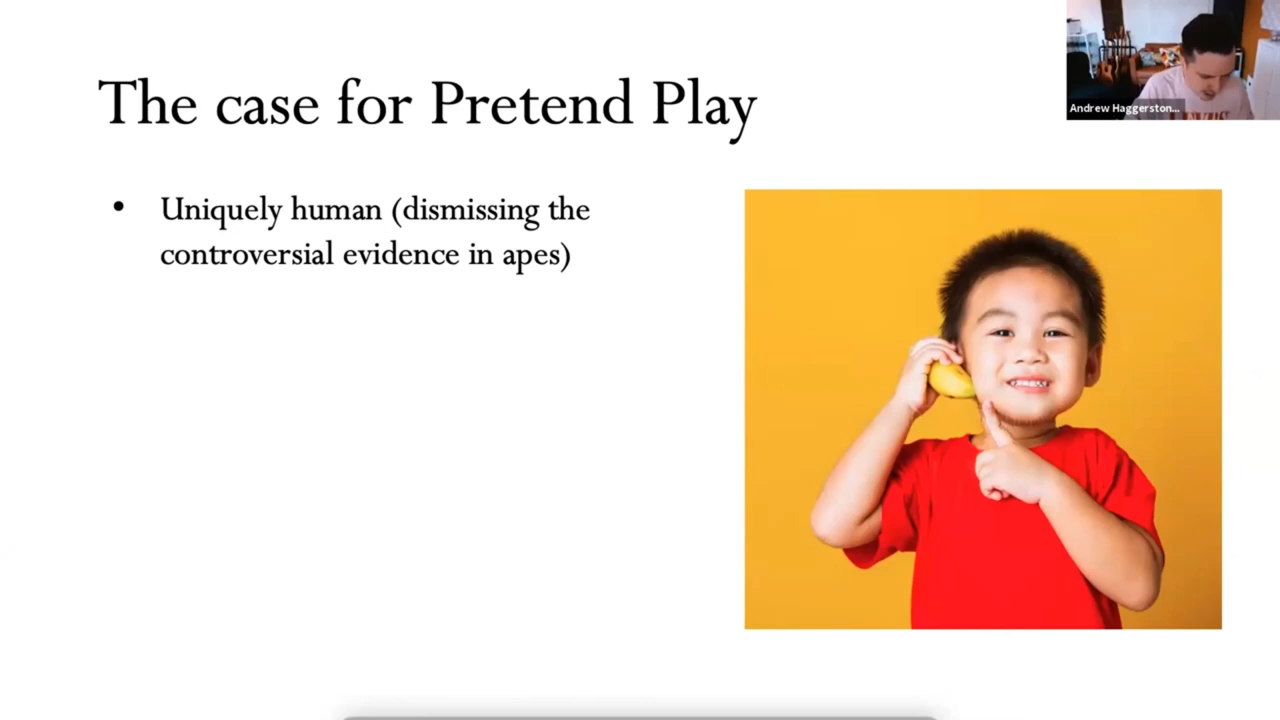 The case for Pretend Play
• Uniquely human (dismissing the
controversial evidence in apes)
Andrew Haggerston...